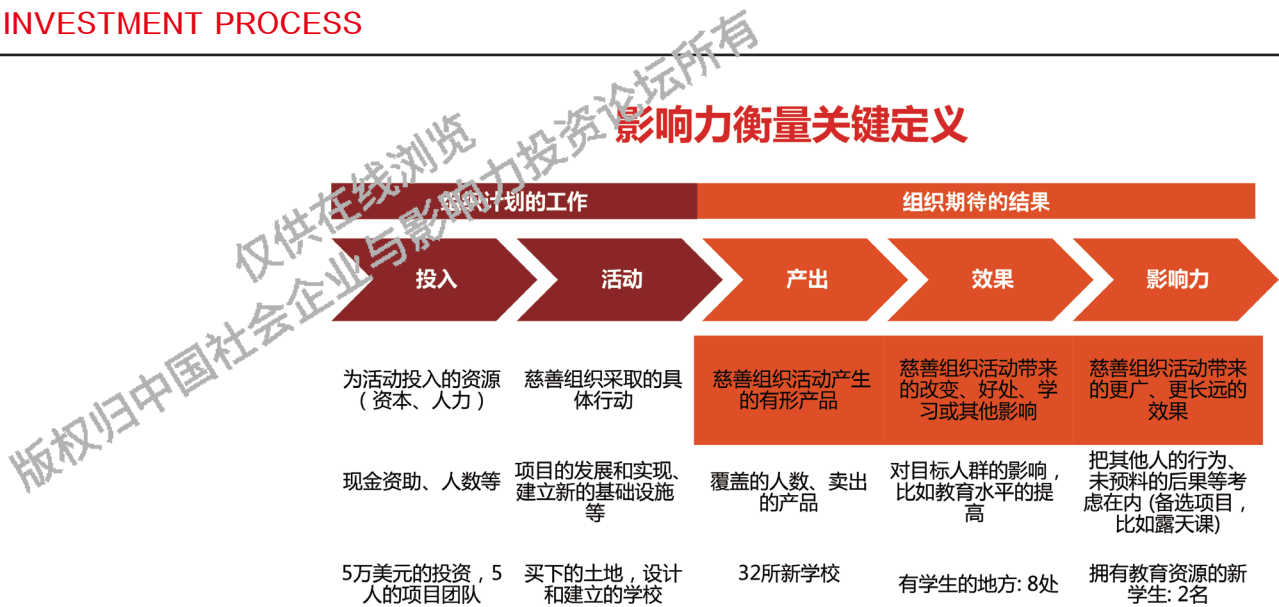 INVESTMENT PROCESS
影响力衡量关键定义
仅供在线浏览
版权归中国社会企业与影响力投资论坛所有
组织计划的工作
组织期待的结果
投入
活动
产出
效果
影响力
为活动投入的资源
（资本、人力）
慈善组织采取的具
体行动
慈善组织活动产生
的有形产品
慈善组织活动带来
的改变、好处、学
习或其他影响
慈善组织活动带来
的更广、更长远的
效果
现金资助、人数等
项目的发展和实现、
建立新的基础设施
等
覆盖的人数、卖出
的产品
对目标人群的影响，
比如教育水平的提
高
把其他人的行为、
未预料的后果等考
虑在内 (备选项目，
比如露天课)
5万美元的投资，5
人的项目团队
买下的土地，设计
和建立的学校
32所新学校
有学生的地方: 8处
拥有教育资源的新
学生: 2名